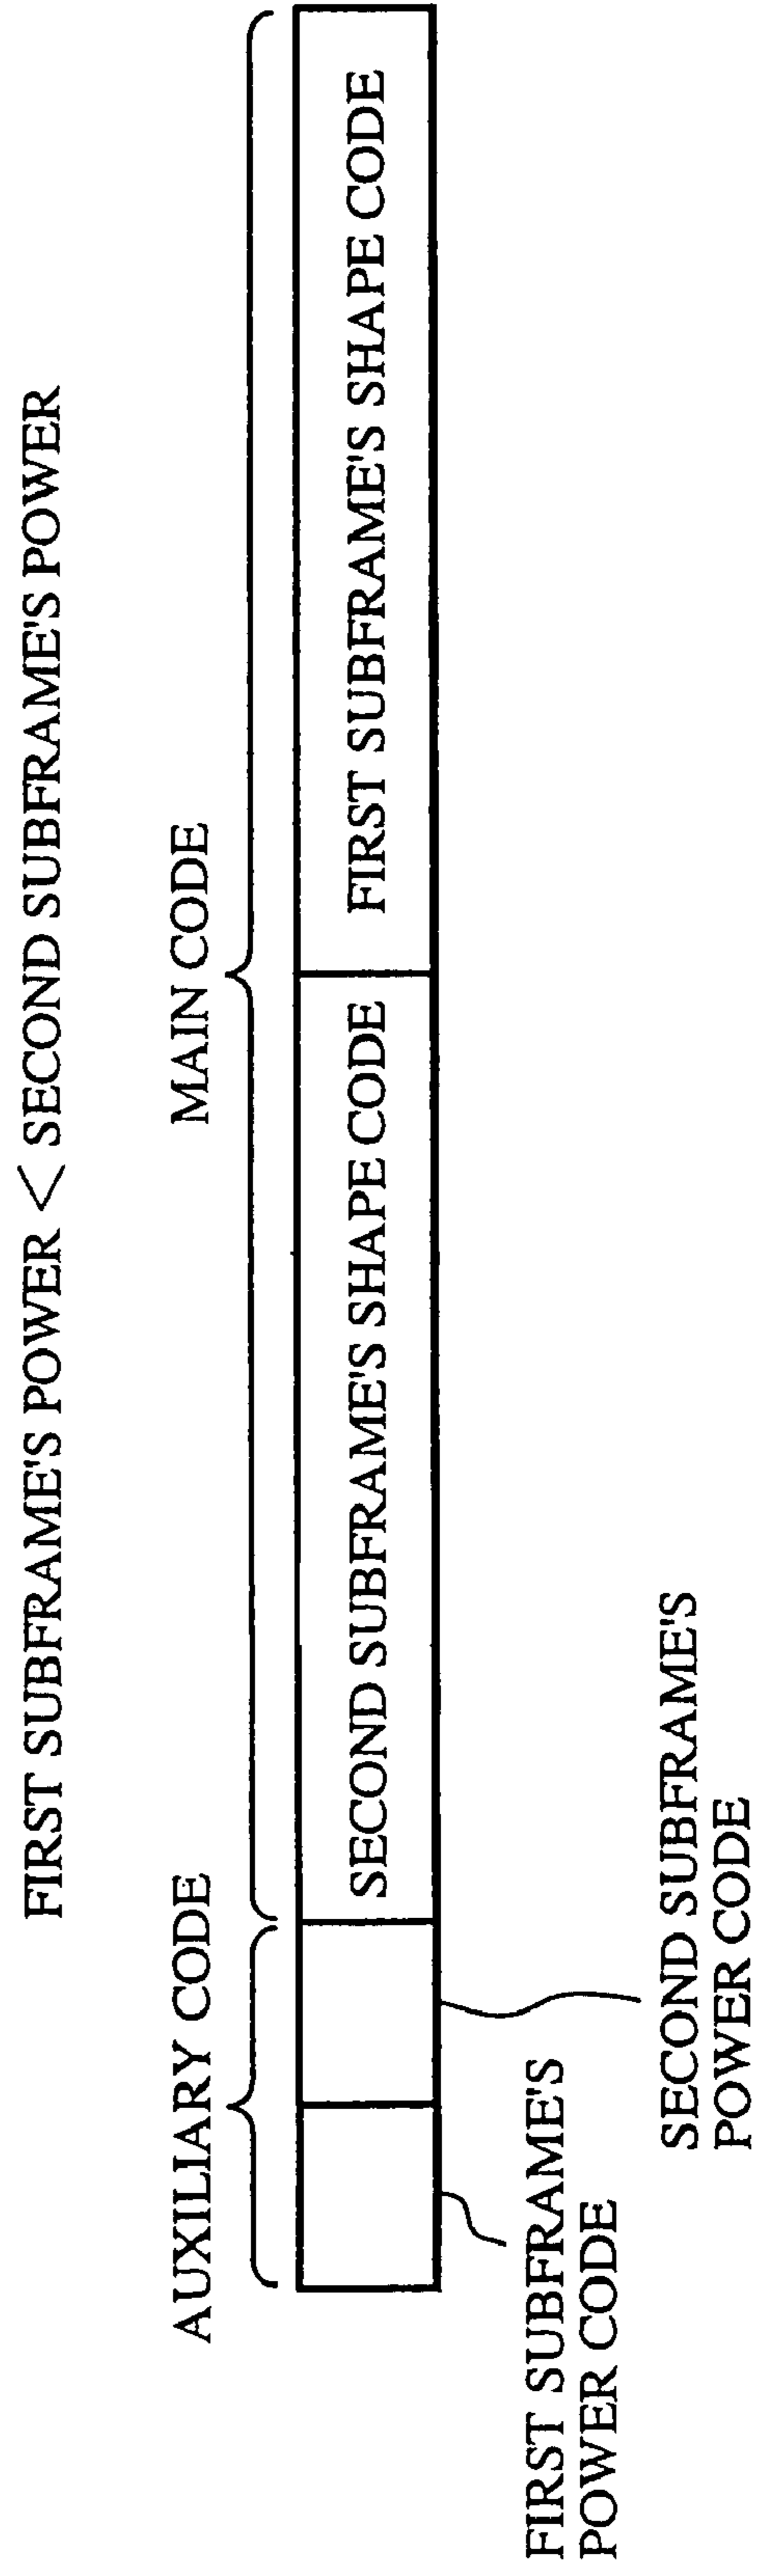 FIRST SUBFRAME'S POWER < SECOND SUBFRAME'S POWER
AUXILIARY CODE
MAIN CODE
SECOND SUBFRAME'S SHAPE CODE
FIRST SUBFRAME'S SHAPE CODE
FIRST SUBFRAME'S
POWER CODE
SECOND SUBFRAME'S
POWER CODE